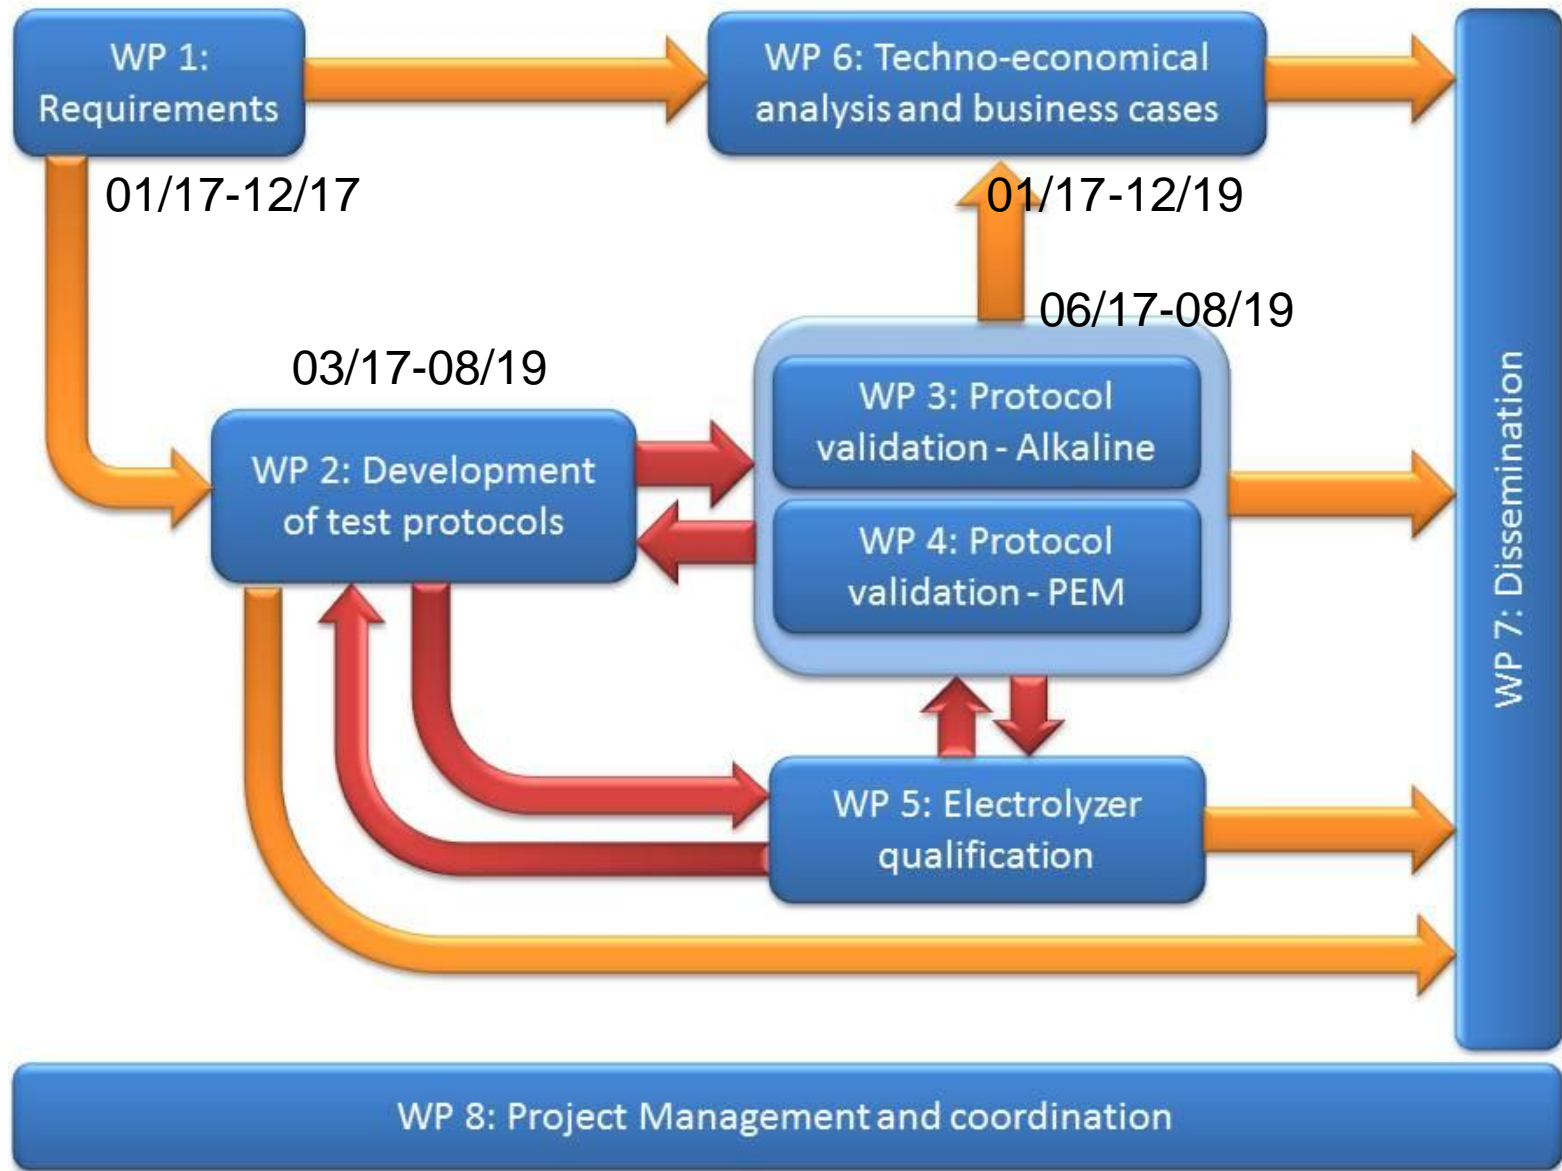 WP 1:
Requirements
WP 6: Techno-economical
analysis and business cases
01/17-12/17
01/17-12/19
06/17-08/19
03/17-08/19
WP 3: Protocol
validation - Alkaline
WP 2: Development
of test protocols
WP 4: Protocol
validation - PEM
WP 5: Electrolyzer
qualification
WP 7: Dissemination
WP 8: Project Management and coordination